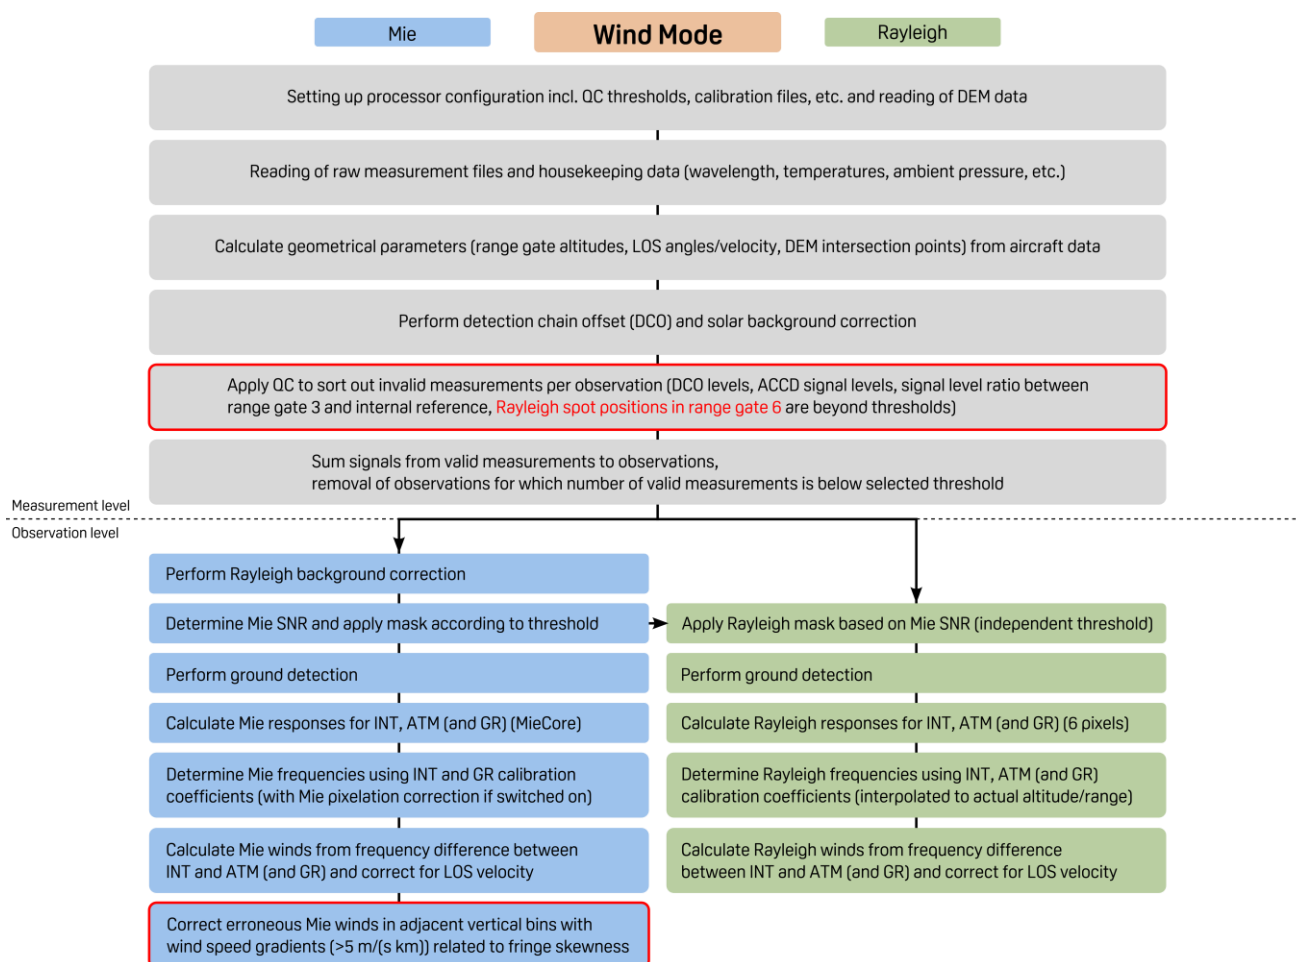 Mie
Wind Mode
Rayleigh
Setting up processor configuration incl. QC thresholds, calibration files, etc. and reading of DEM data
Reading of raw measurement files and housekeeping data (wavelength, temperatures, ambient pressure, etc.)
Calculate geometrical parameters (range gate altitudes, LOS angles/velocity, DEM intersection points) from aircraft data
Perform detection chain offset (DCO) and solar background correction
Apply QC to sort out invalid measurements per observation (DCO levels, ACCD signal levels, signal level ratio between
range gate 3 and internal reference, Rayleigh spot positions in range gate 6 are beyond thresholds)
Sum signals from valid measurements to observations,
removal of observations for which number of valid measurements is below selected threshold
Measurement level
Observation level
Perform Rayleigh background correction
Determine Mie SNR and apply mask according to threshold
Perform ground detection
Calculate Mie responses for INT, ATM (and GR) (MieCore)
Determine Mie frequencies using INT and GR calibration
coefficients (with Mie pixelation correction if switched on)
Calculate Mie winds from frequency difference between
INT and ATM (and GR) and correct for LOS velocity
Correct erroneous Mie winds in adjacent vertical bins with
wind speed gradients (>5 m/(s km)) related to fringe skewness
Apply Rayleigh mask based on Mie SNR (independent threshold)
Perform ground detection
Calculate Rayleigh responses for INT, ATM (and GR) (6 pixels)
Determine Rayleigh frequencies using INT, ATM (and GR)
calibration coefficients (interpolated to actual altitude/range)
Calculate Rayleigh winds from frequency difference
between INT and ATM (and GR) and correct for LOS velocity